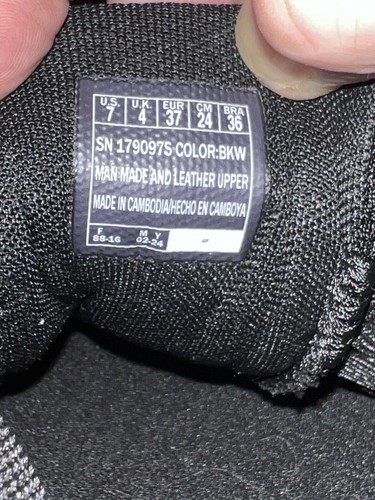 U.S. U.K. EUR CM BRA
7 4 37 24 36
SN 179097S COLOR:BKW
MAN MADE AND LEATHER UPPER
MADE IN CAMBODIA/HECHO EN CAMBOYA
F M Y
88-16 02-24